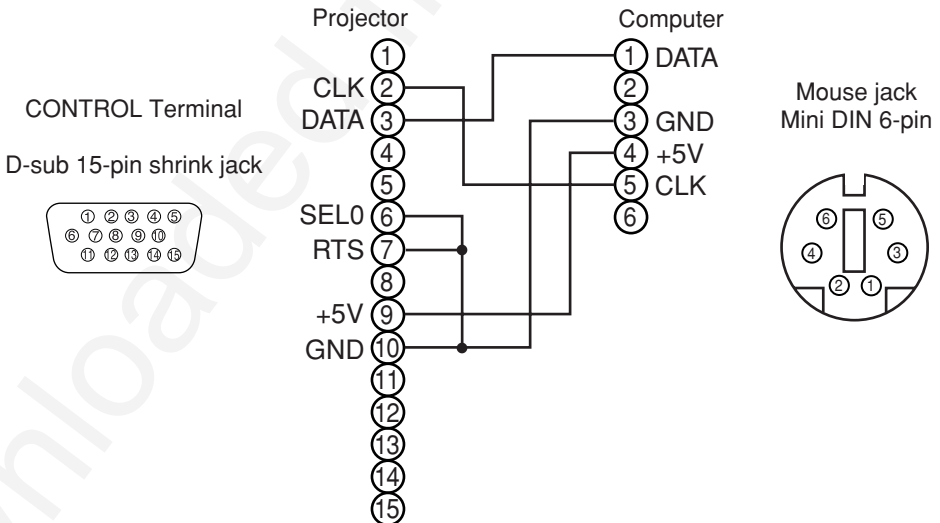 Projector
Computer
CONTROL Terminal
D-sub 15-pin shrink jack
① ② ③ ④ ⑤
⑥ ⑦ ⑧ ⑨ ⑩
⑪ ⑫ ⑬ ⑭ ⑮
①
CLK ②
DATA ③
④
⑤
SEL0 ⑥
RTS ⑦
⑧
+5V ⑨
GND ⑩
⑪
⑫
⑬
⑭
⑮
① DATA
②
③ GND
④ +5V
⑤ CLK
⑥
Mouse jack
Mini DIN 6-pin
⑥ ⑤
④ ③
② ①